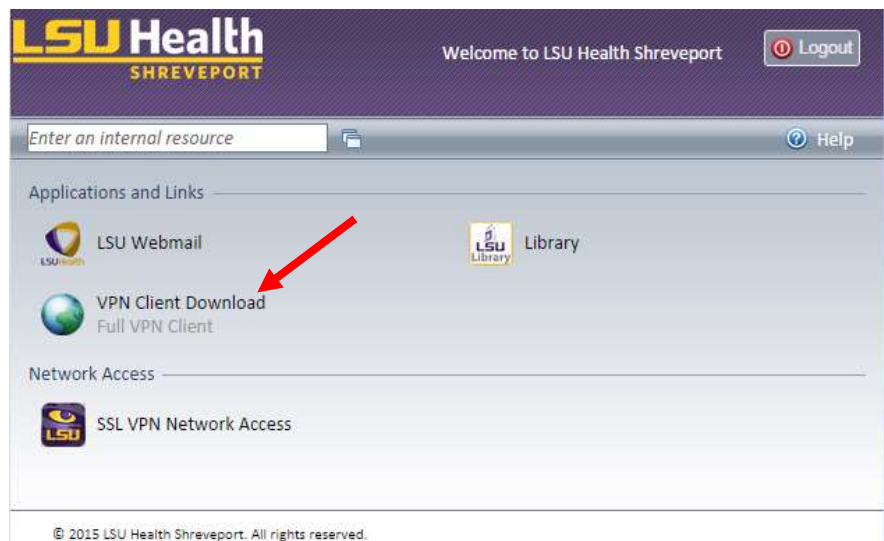 LSU Health
SHREVEPORT
Welcome to LSU Health Shreveport
Logout
Enter an internal resource
Help
Applications and Links
LSU Webmail
LSUHealth
LSU
Library
Library
VPN Client Download
Full VPN Client
Network Access
LSU
SSL VPN Network Access
© 2015 LSU Health Shreveport. All rights reserved.